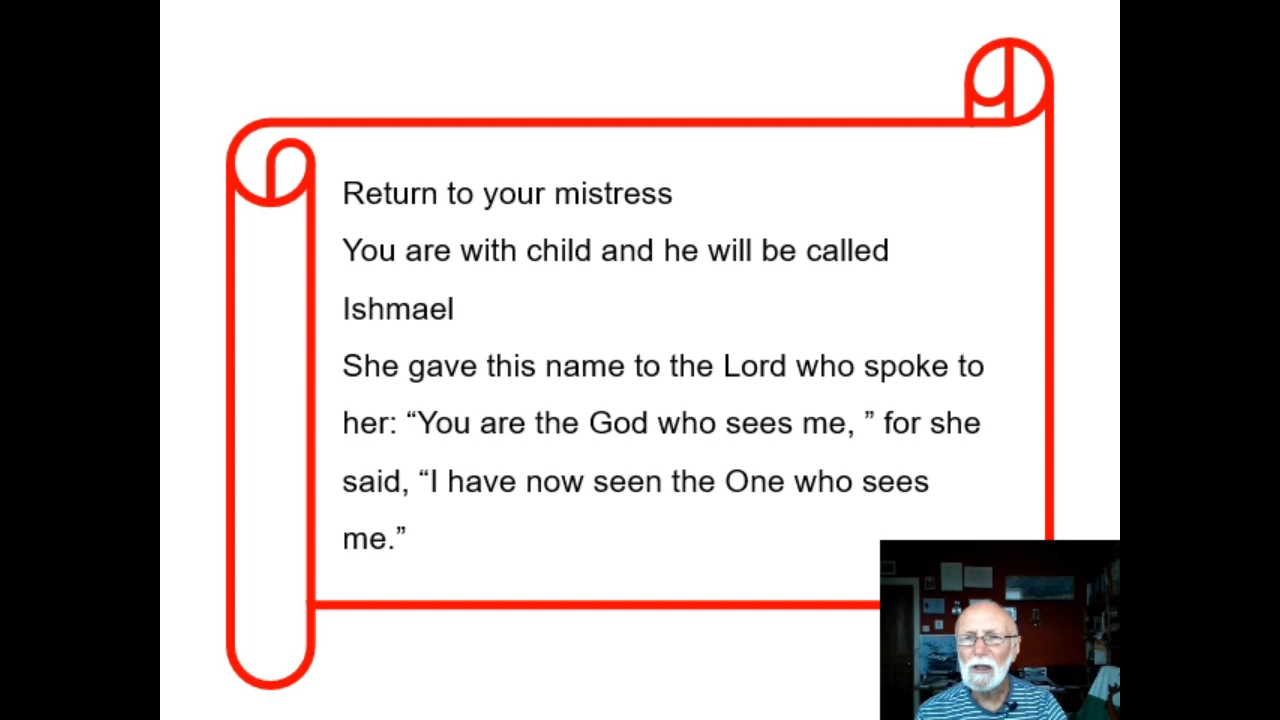 Return to your mistress
You are with child and he will be called
Ishmael
She gave this name to the Lord who spoke to
her: “You are the God who sees me, ” for she
said, “I have now seen the One who sees
me.”